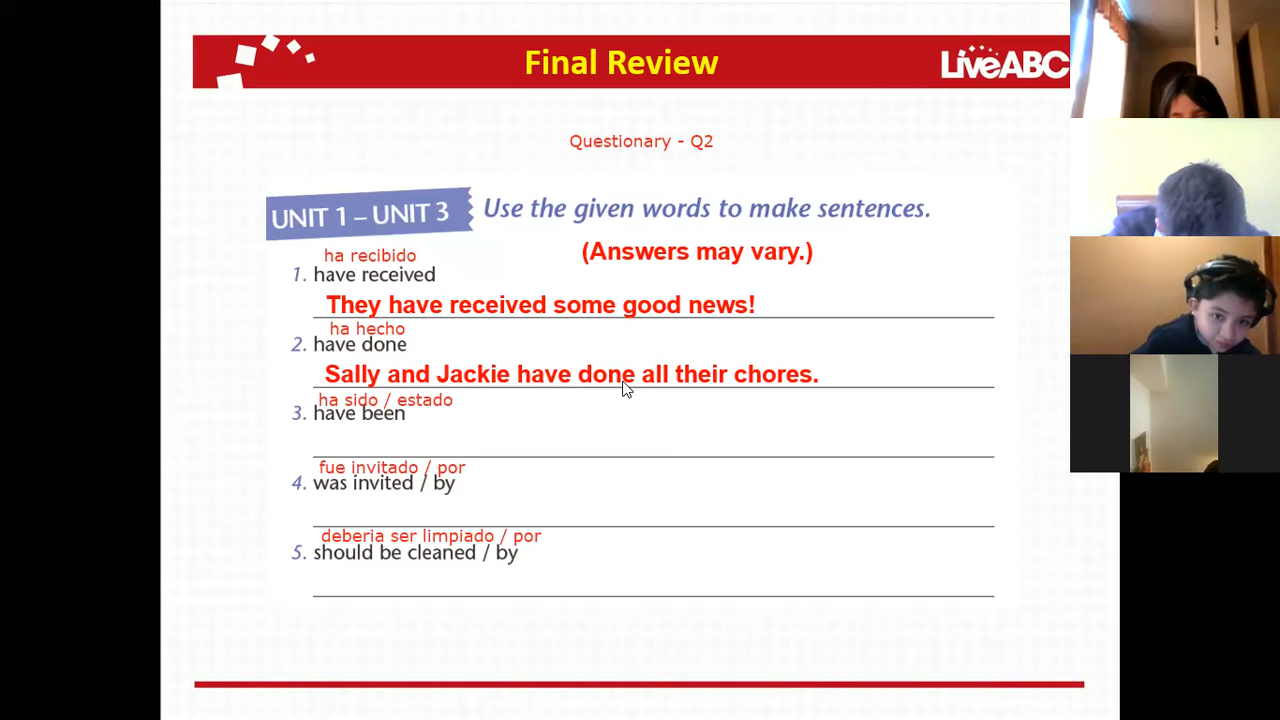 Final Review
LiveABC
Questionary - Q2
UNIT 1 – UNIT 3
Use the given words to make sentences.
(Answers may vary.)
ha recibido
1. have received
They have received some good news!
ha hecho
2. have done
Sally and Jackie have done all their chores.
ha sido / estado
3. have been
fue invitado / por
4. was invited / by
deberia ser limpiado / por
5. should be cleaned / by